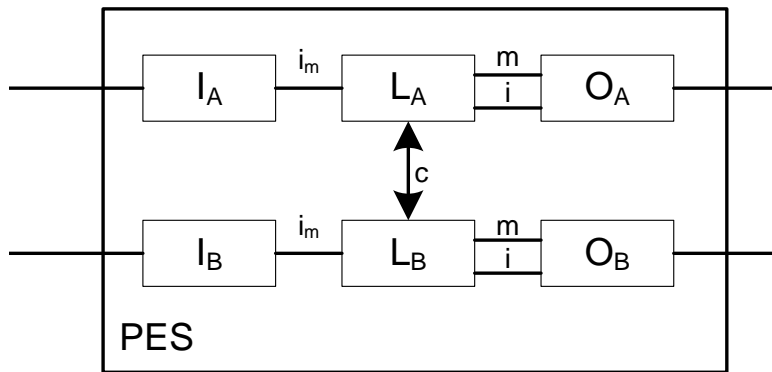 i_m m
I_A L_A i O_A
c
i_m m
I_B L_B i O_B
PES